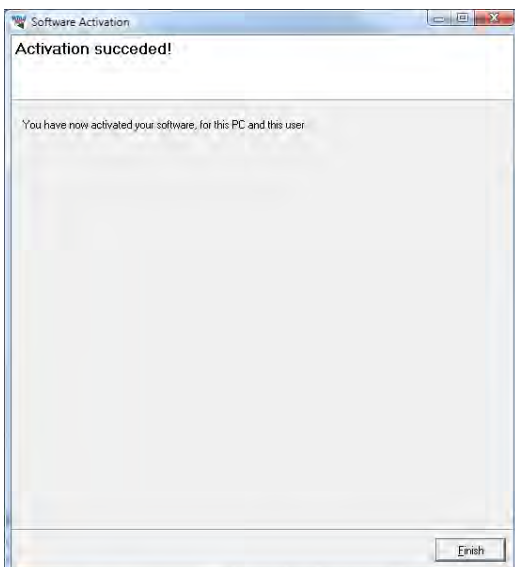 Software Activation
Activation succeded!
You have now activated your software, for this PC and this user
Finish